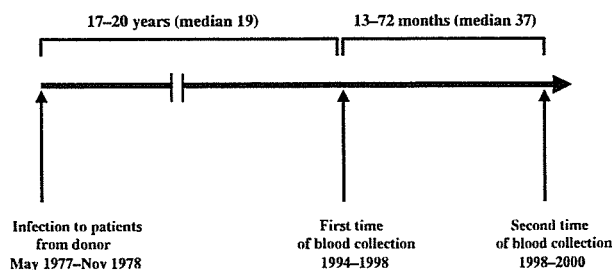 17–20 years (median 19)
13–72 months (median 37)
Infection to patients
from donor
May 1977–Nov 1978
First time
of blood collection
1994–1998
Second time
of blood collection
1998–2000